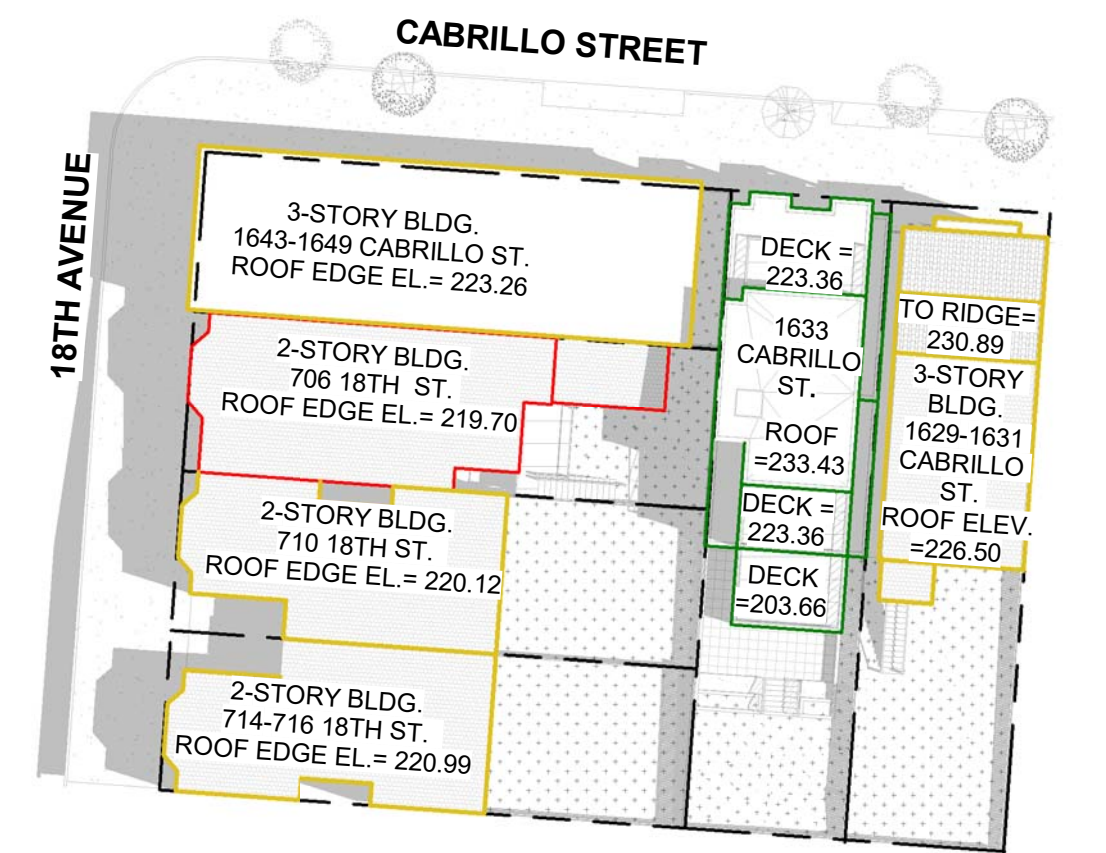 CABRILLO STREET
18TH AVENUE
3-STORY BLDG.
1643-1649 CABRILLO ST.
ROOF EDGE EL.= 223.26
2-STORY BLDG.
706 18TH ST.
ROOF EDGE EL.= 219.70
2-STORY BLDG.
710 18TH ST.
ROOF EDGE EL.= 220.12
2-STORY BLDG.
714-716 18TH ST.
ROOF EDGE EL.= 220.99
DECK =
223.36
1633
CABRILLO
ST.
ROOF
=233.43
DECK =
223.36
DECK
=203.66
TO RIDGE=
230.89
3-STORY
BLDG.
1629-1631
CABRILLO
ST.
ROOF ELEV.
=226.50